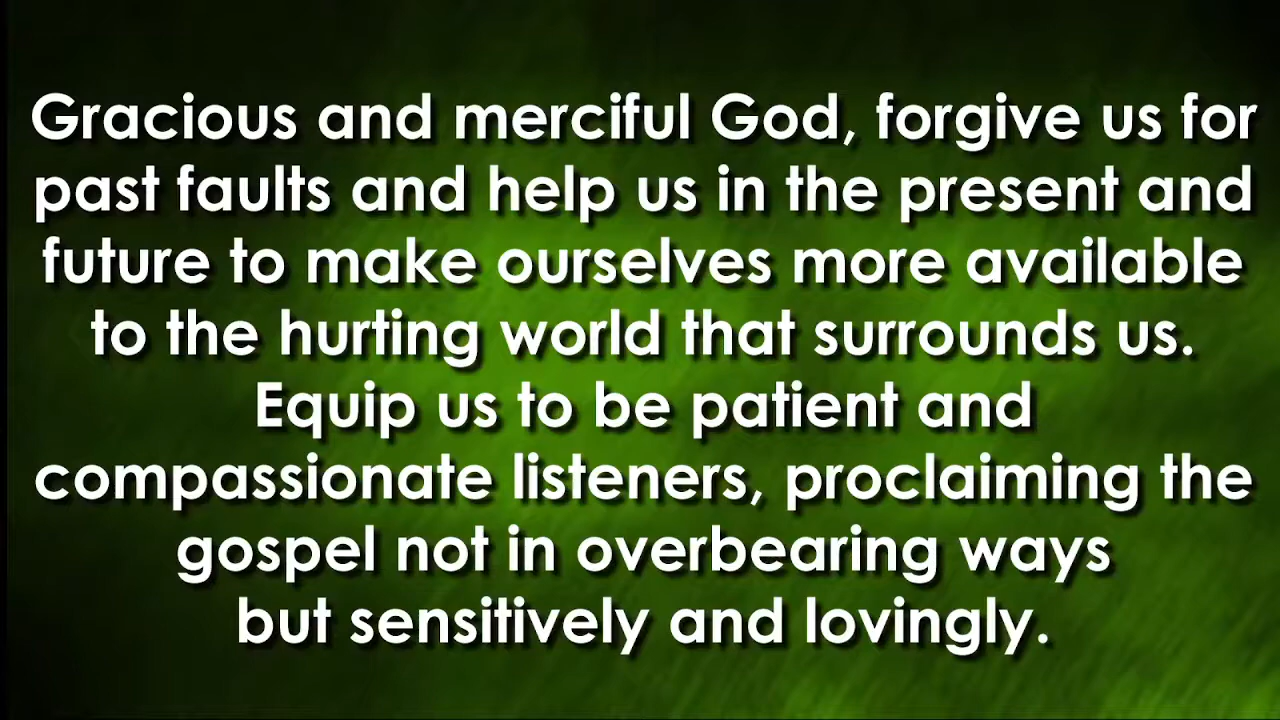 Gracious and merciful God, forgive us for
past faults and help us in the present and
future to make ourselves more available
to the hurting world that surrounds us.
Equip us to be patient and
compassionate listeners, proclaiming the
gospel not in overbearing ways
but sensitively and lovingly.